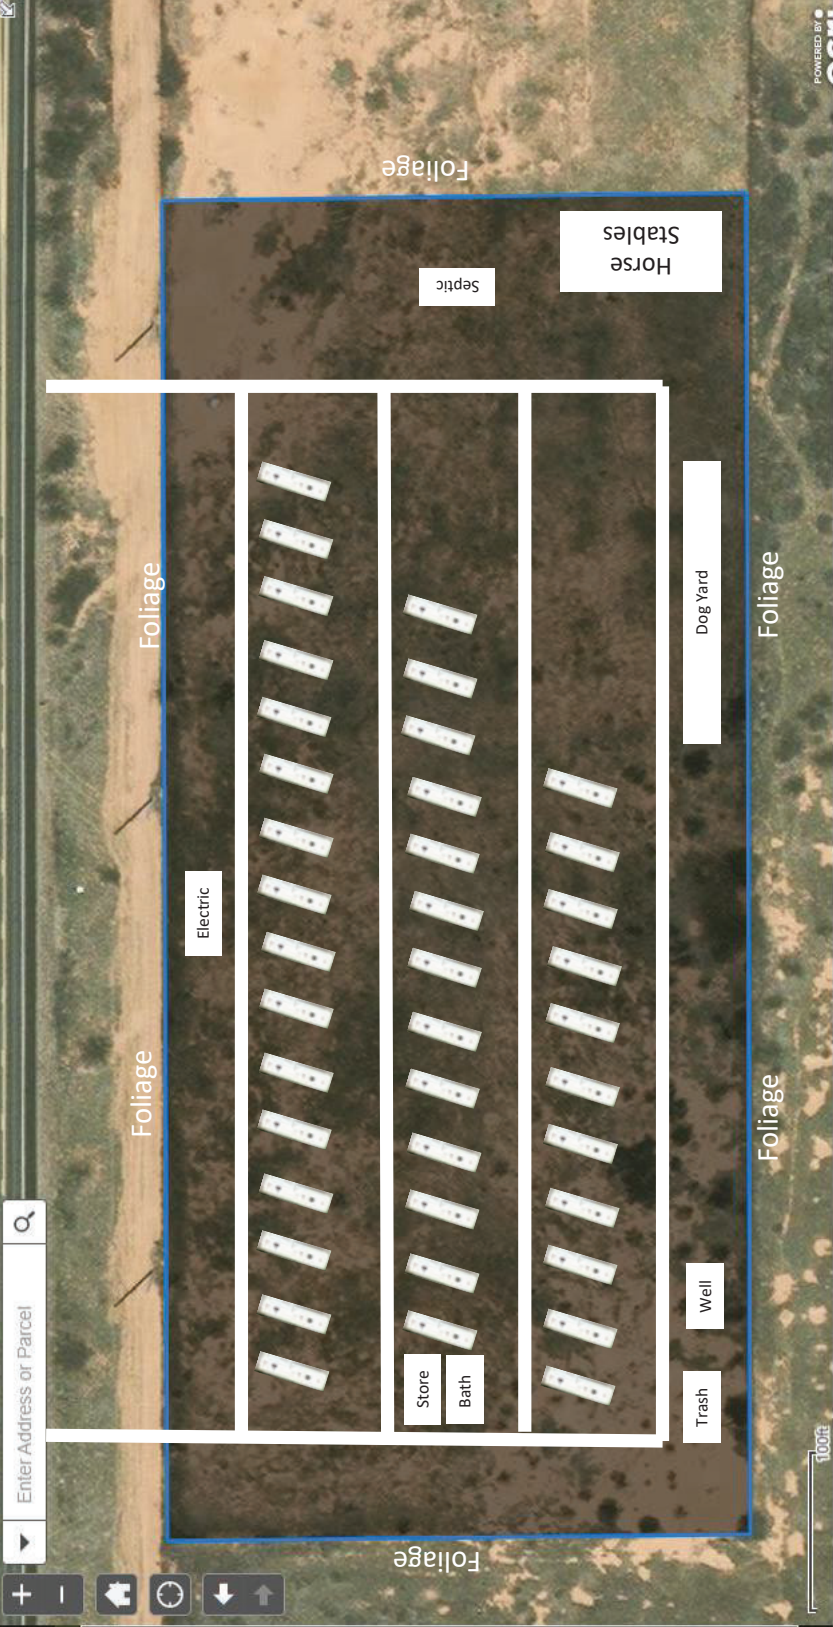 POWERED BY
esri
Foliage
Horse
Stables
Septic
Foliage
Foliage
Dog Yard
Electric
Foliage
Foliage
Enter Address or Parcel
Store
Bath
Well
Trash
100ft
Foliage